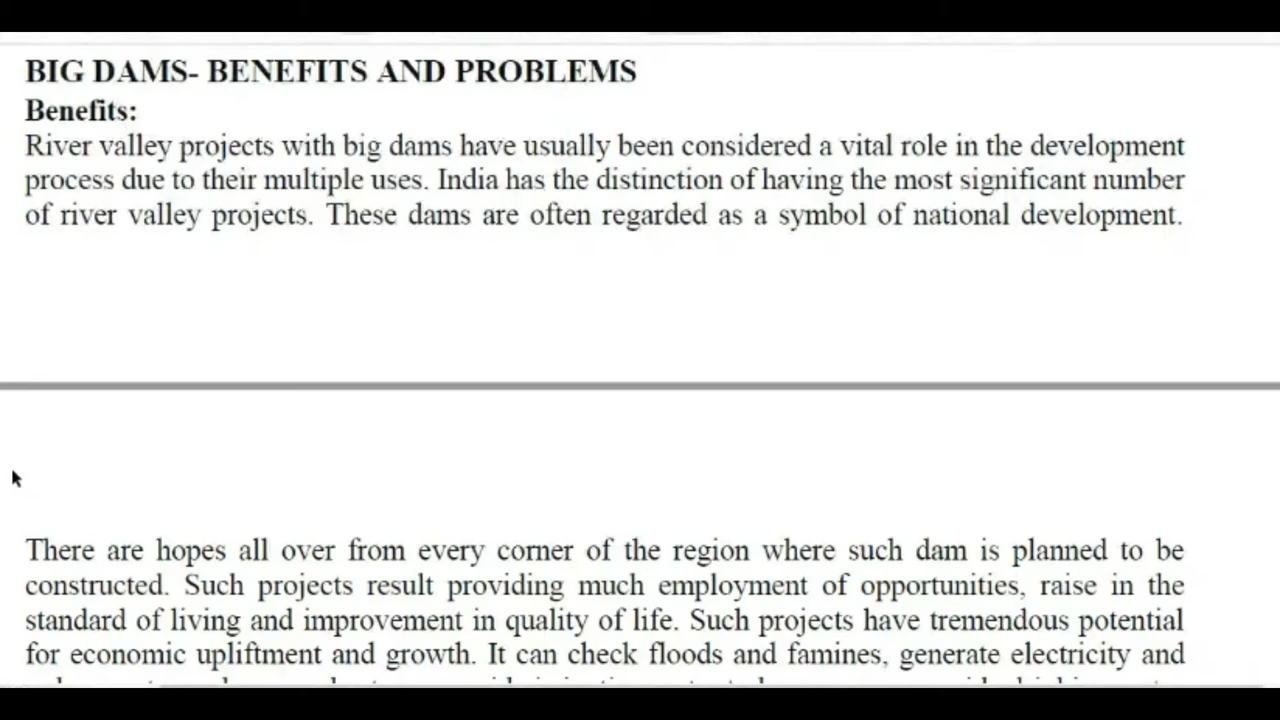 BIG DAMS- BENEFITS AND PROBLEMS
Benefits:
River valley projects with big dams have usually been considered a vital role in the development
process due to their multiple uses. India has the distinction of having the most significant number
of river valley projects. These dams are often regarded as a symbol of national development.
There are hopes all over from every corner of the region where such dam is planned to be
constructed. Such projects result providing much employment of opportunities, raise in the
standard of living and improvement in quality of life. Such projects have tremendous potential
for economic upliftment and growth. It can check floods and famines, generate electricity and